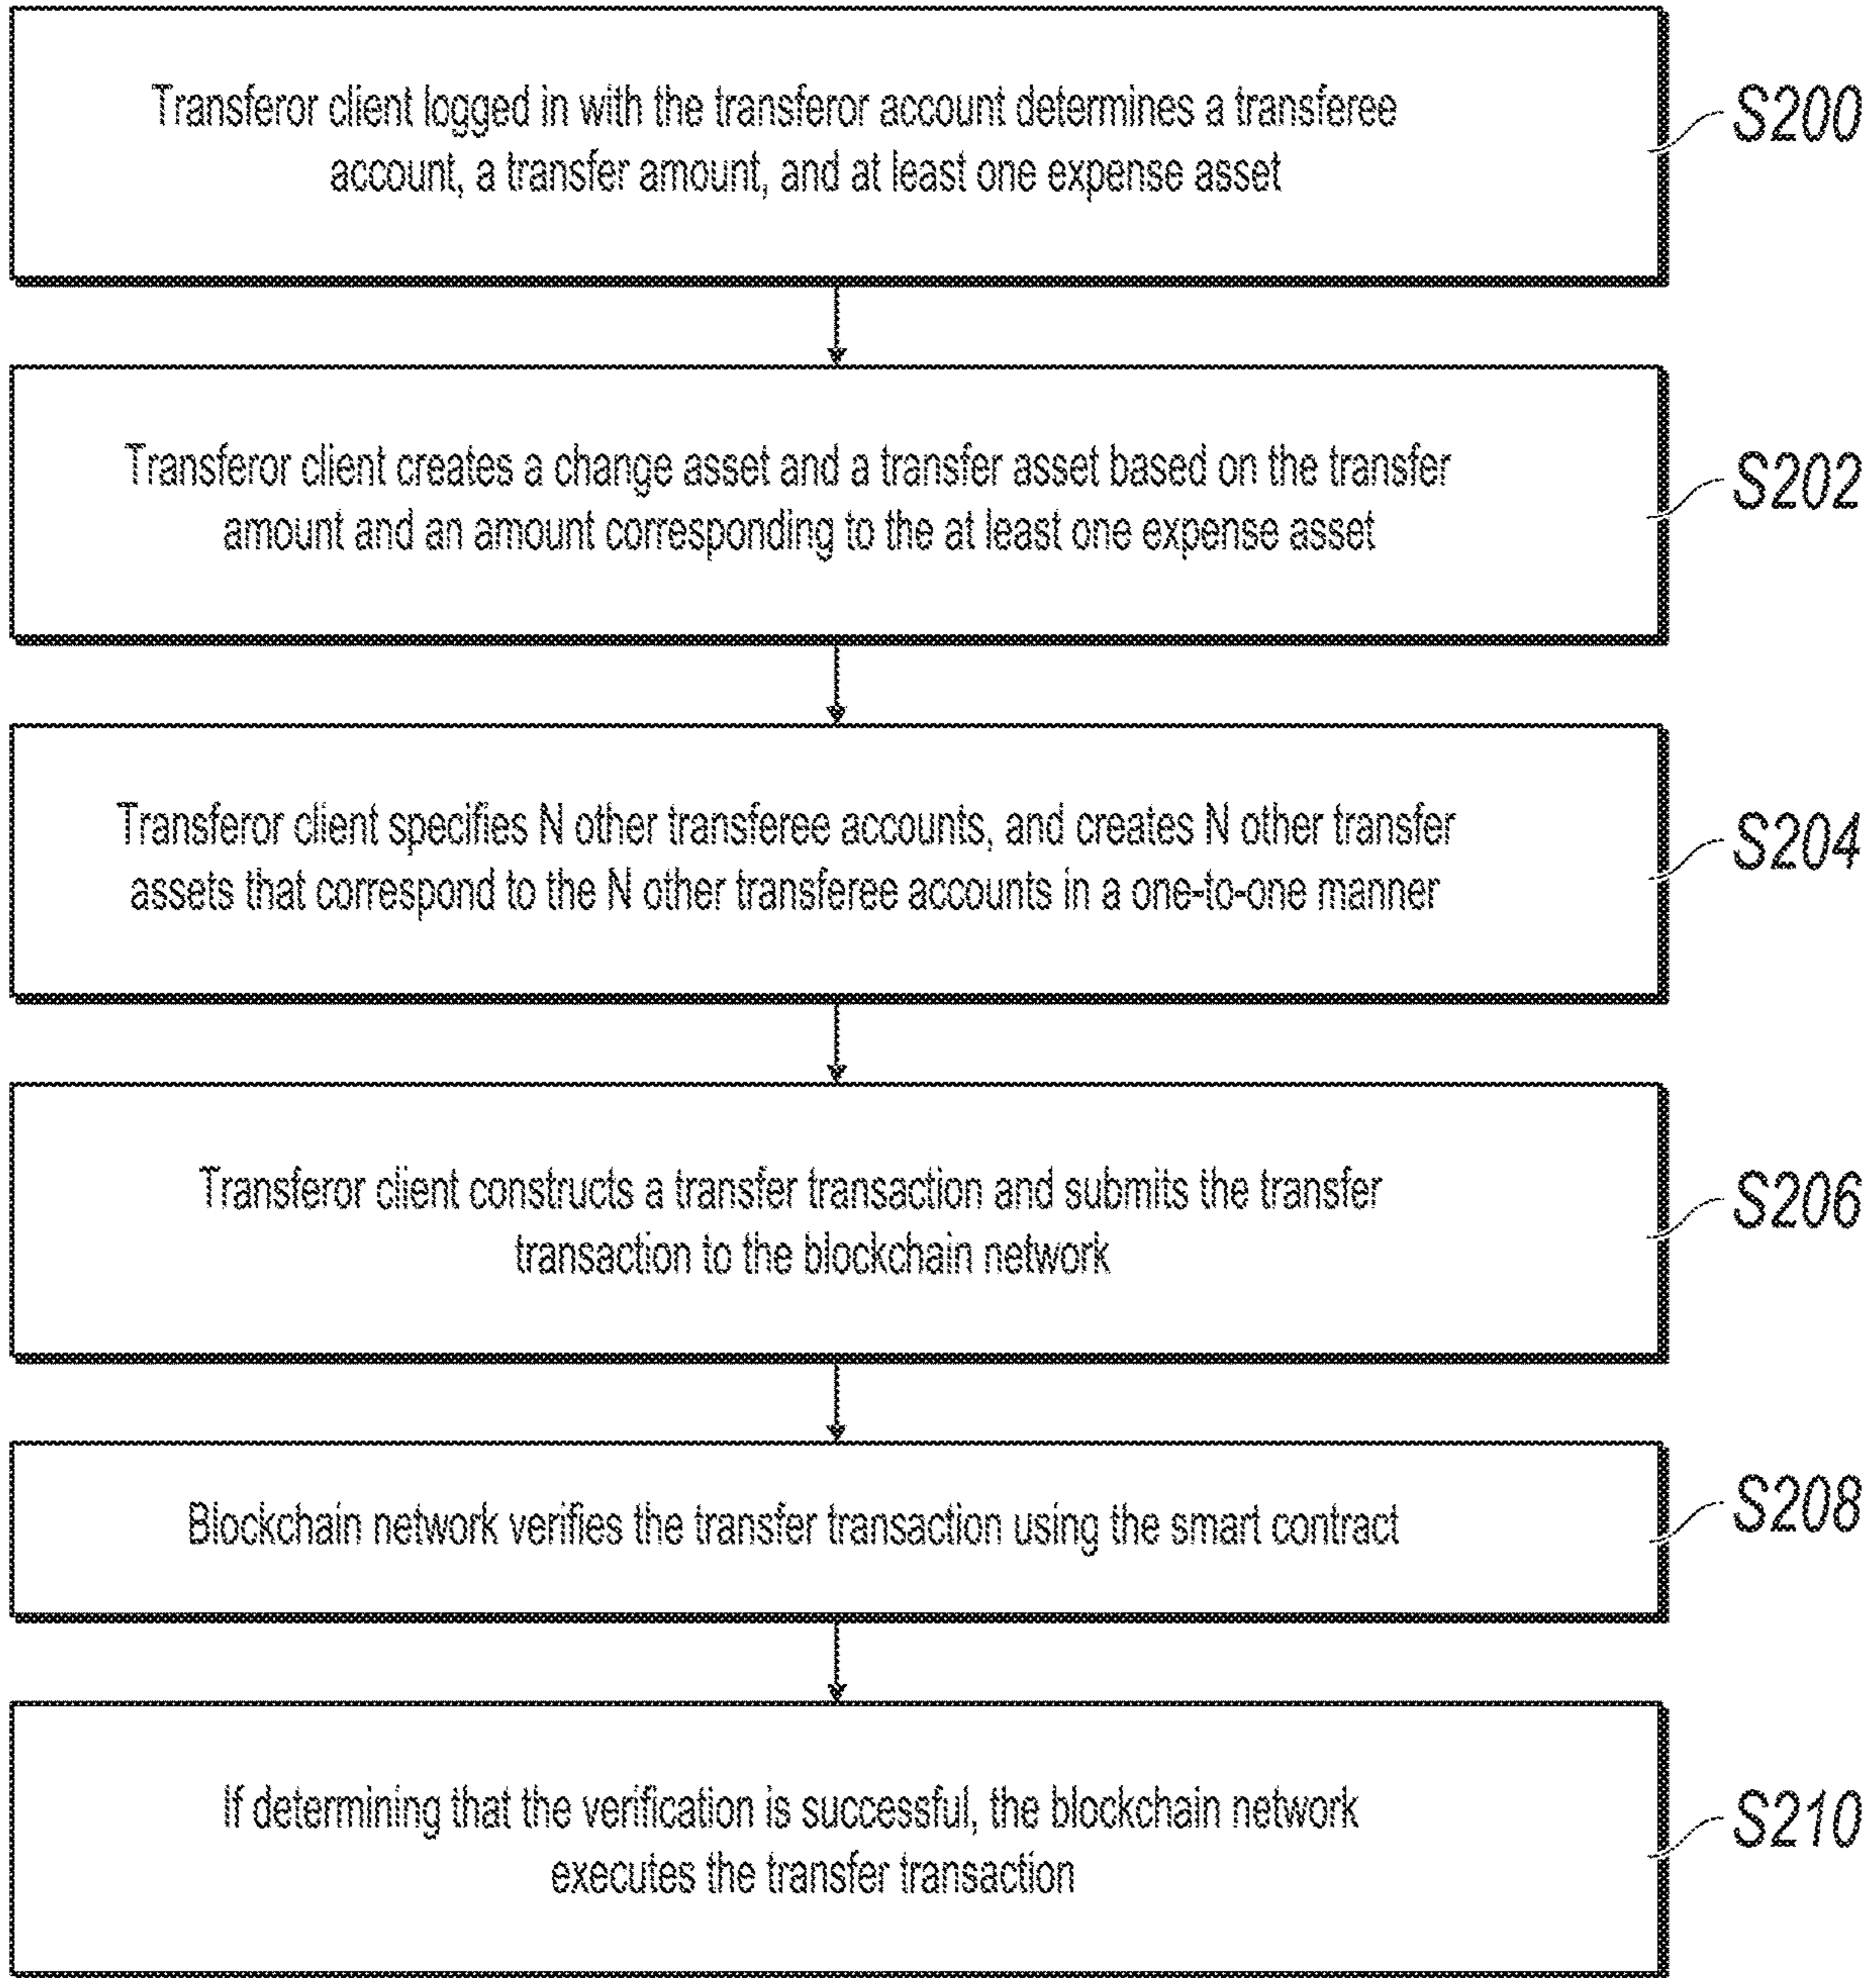 Transferor client logged in with the transferor account determines a transferee
account, a transfer amount, and at least one expense asset
S200
Transferor client creates a change asset and a transfer asset based on the transfer
amount and an amount corresponding to the at least one expense asset
S202
Transferor client specifies N other transferee accounts, and creates N other transfer
assets that correspond to the N other transferee accounts in a one-to-one manner
S204
Transferor client constructs a transfer transaction and submits the transfer
transaction to the blockchain network
S206
Blockchain network verifies the transfer transaction using the smart contract
S208
If determining that the verification is successful, the blockchain network
executes the transfer transaction
S210